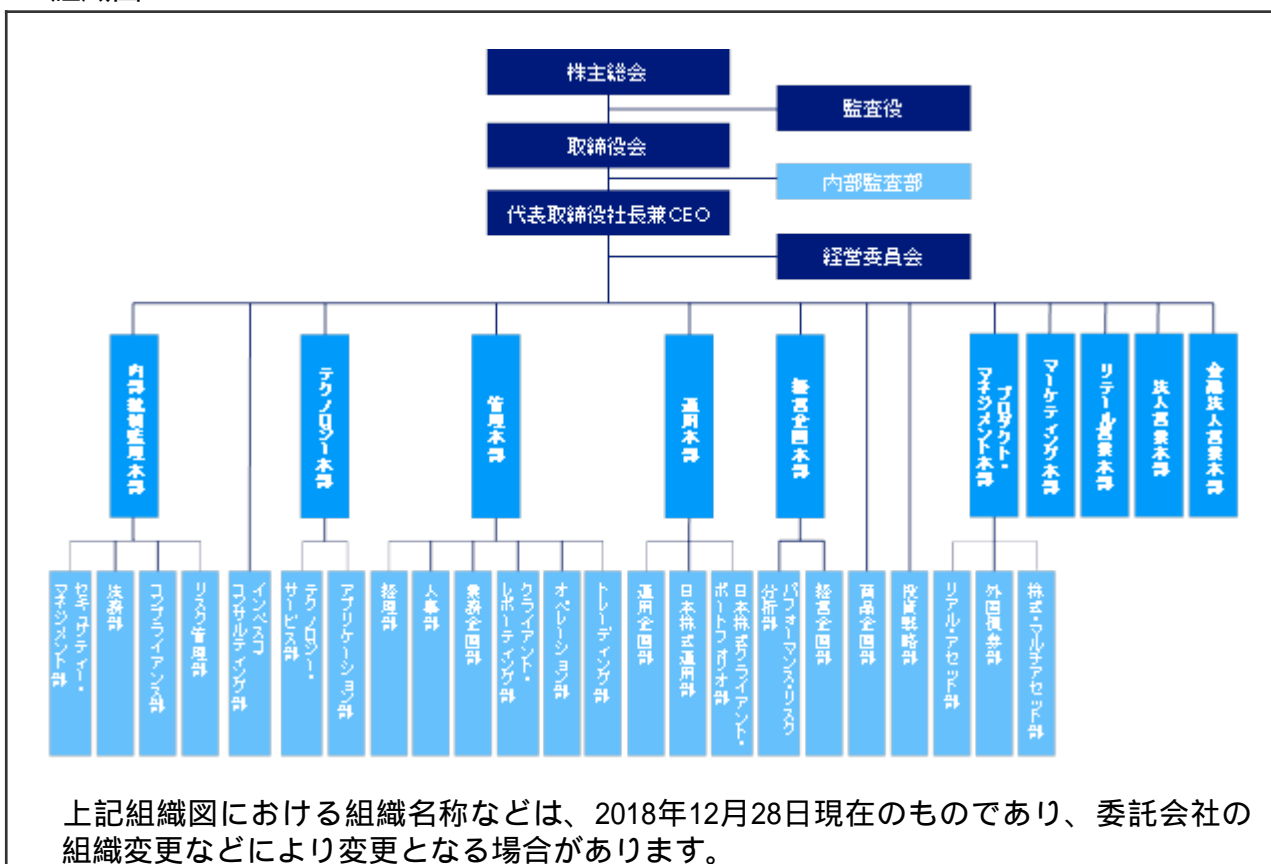 株主総会
監査役
取締役会
内部監査部
代表取締役社長兼CEO
経営委員会
内部統制監理本部
テクノロジー本部
管理本部
運用本部
経営企画本部
プロダクト・
マネジメント本部
マーケティング本部
リテール営業本部
法人営業本部
金融法人営業本部
セキュリティー・
マネジメント部
法務部
コンプライアンス部
リスク管理部
インベスコ
コンサルティング部
テクノロジー・
サービス部
アプリケーション部
経理部
人事部
業務企画部
クライアント・
レポーティング部
オペレーション部
トレーディング部
運用企画部
日本株式運用部
日本株式クライアント・
ポートフォリオ部
パフォーマンス・リスク
分析部
経営企画部
商品企画部
投資戦略部
リアル・アセット部
外国債券部
株式・マルチアセット部
上記組織図における組織名称などは、2018年12月28日現在のものであり、委託会社の
組織変更などにより変更となる場合があります。